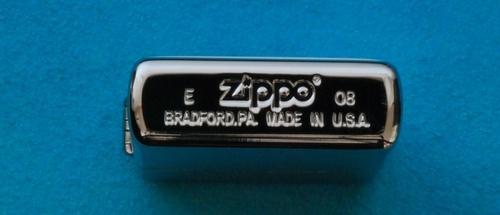 E Zippo® 08
BRADFORD,PA. MADE IN U.S.A.